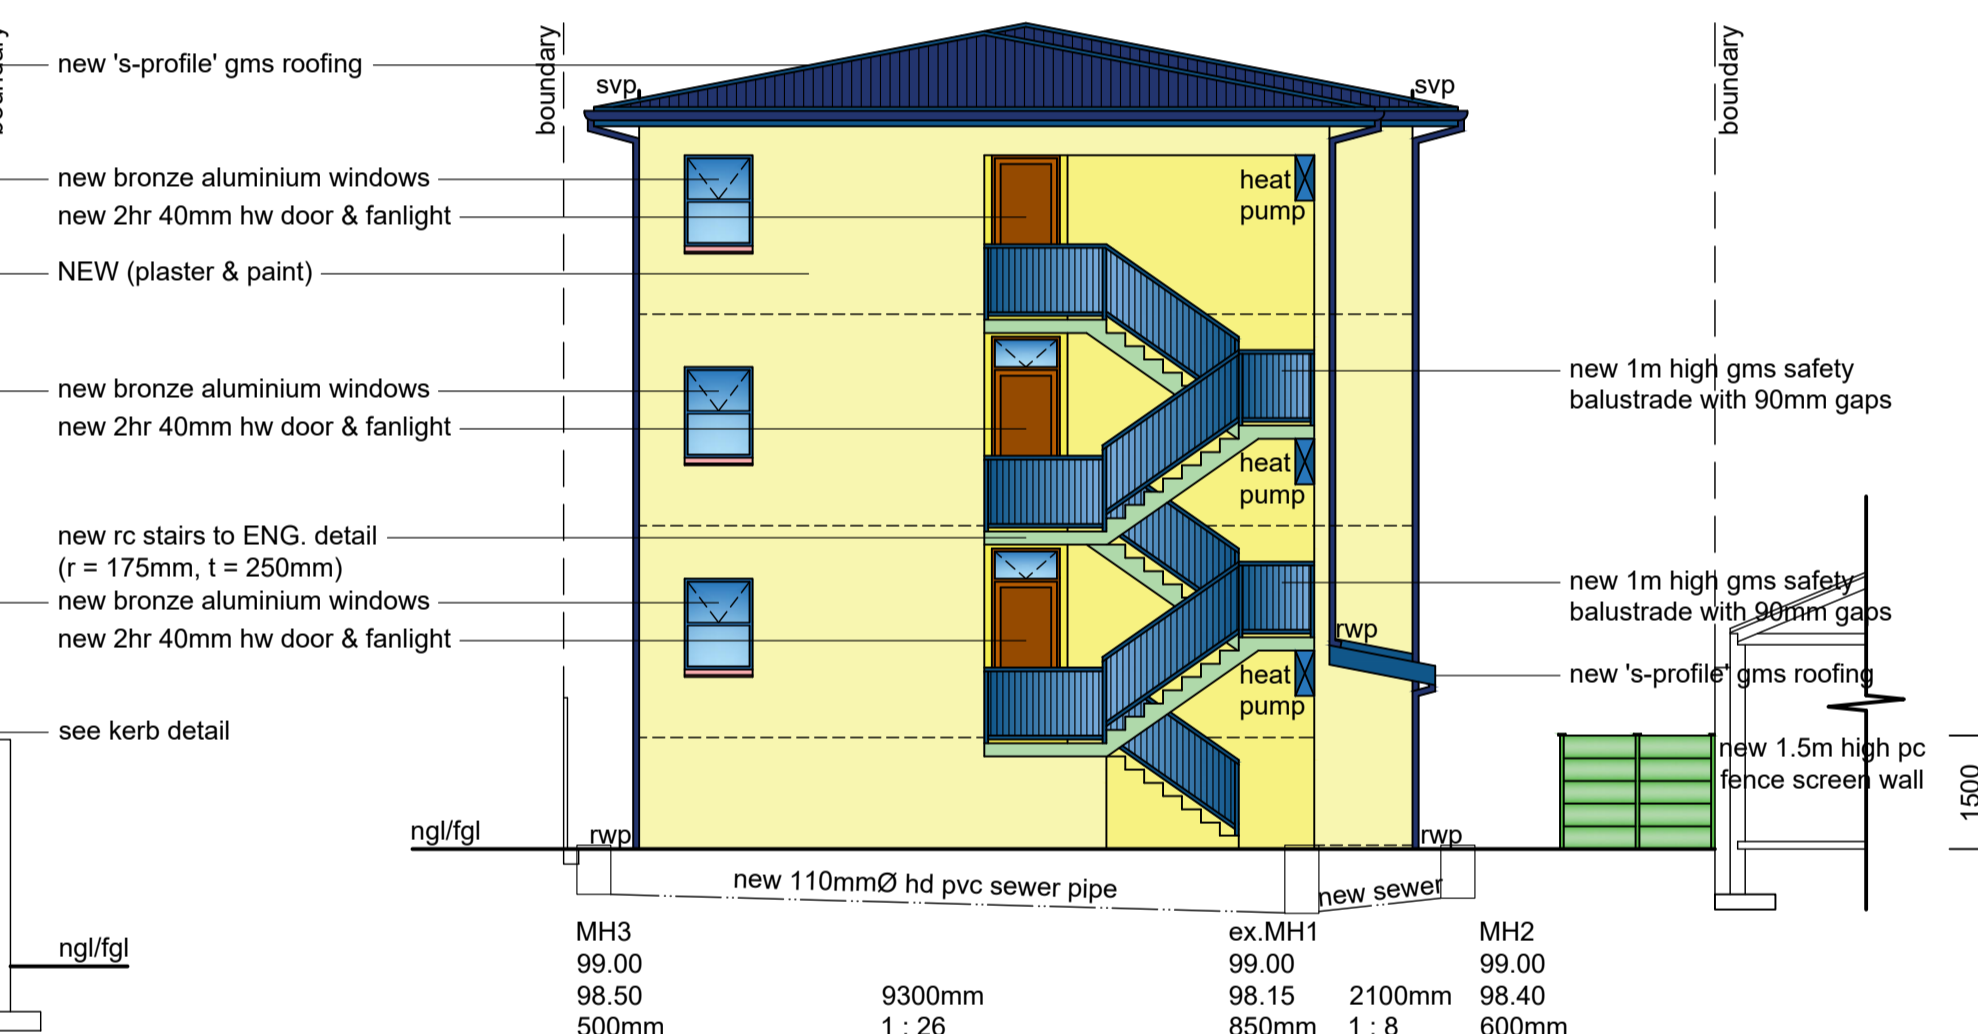 boundary
boundary
boundary
new 's-profile' gms roofing
svp
svp
new bronze aluminium windows
new 2hr 40mm hw door & fanlight
heat
pump
NEW (plaster & paint)
new bronze aluminium windows
new 2hr 40mm hw door & fanlight
new 1m high gms safety
balustrade with 90mm gaps
heat
pump
new rc stairs to ENG. detail
(r = 175mm, t = 250mm)
new bronze aluminium windows
new 2hr 40mm hw door & fanlight
new 1m high gms safety
balustrade with 90mm gaps
rwp
heat
pump
new 's-profile' gms roofing
see kerb detail
new 1.5m high pc
fence screen wall
1500
ngl/fgl
rwp
rwp
new 110mmØ hd pvc sewer pipe
new sewer
ngl/fgl
MH3
99.00
98.50
500mm
9300mm
1 : 26
ex.MH1
99.00
98.15
850mm
2100mm
1 : 8
MH2
99.00
98.40
600mm